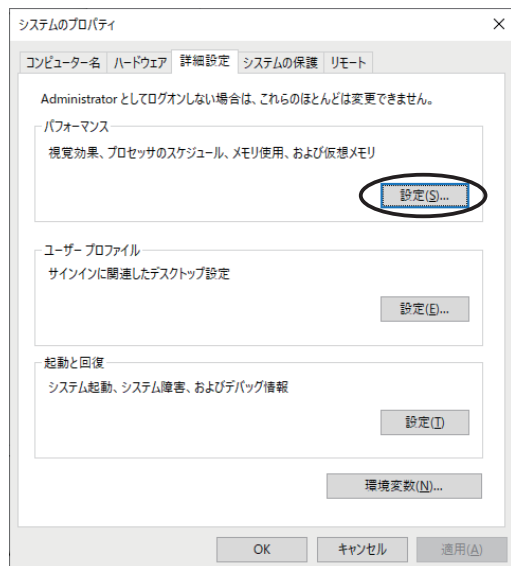 システムのプロパティ
コンピューター名 ハードウェア 詳細設定 システムの保護 リモート
Administrator としてログオンしない場合は、これらのほとんどは変更できません。
パフォーマンス
視覚効果、プロセッサのスケジュール、メモリ使用、および仮想メモリ
設定(S)...
ユーザー プロファイル
サインインに関連したデスクトップ設定
設定(E)...
起動と回復
システム起動、システム障害、およびデバッグ情報
設定(T)
環境変数(N)...
OK キャンセル 適用(A)